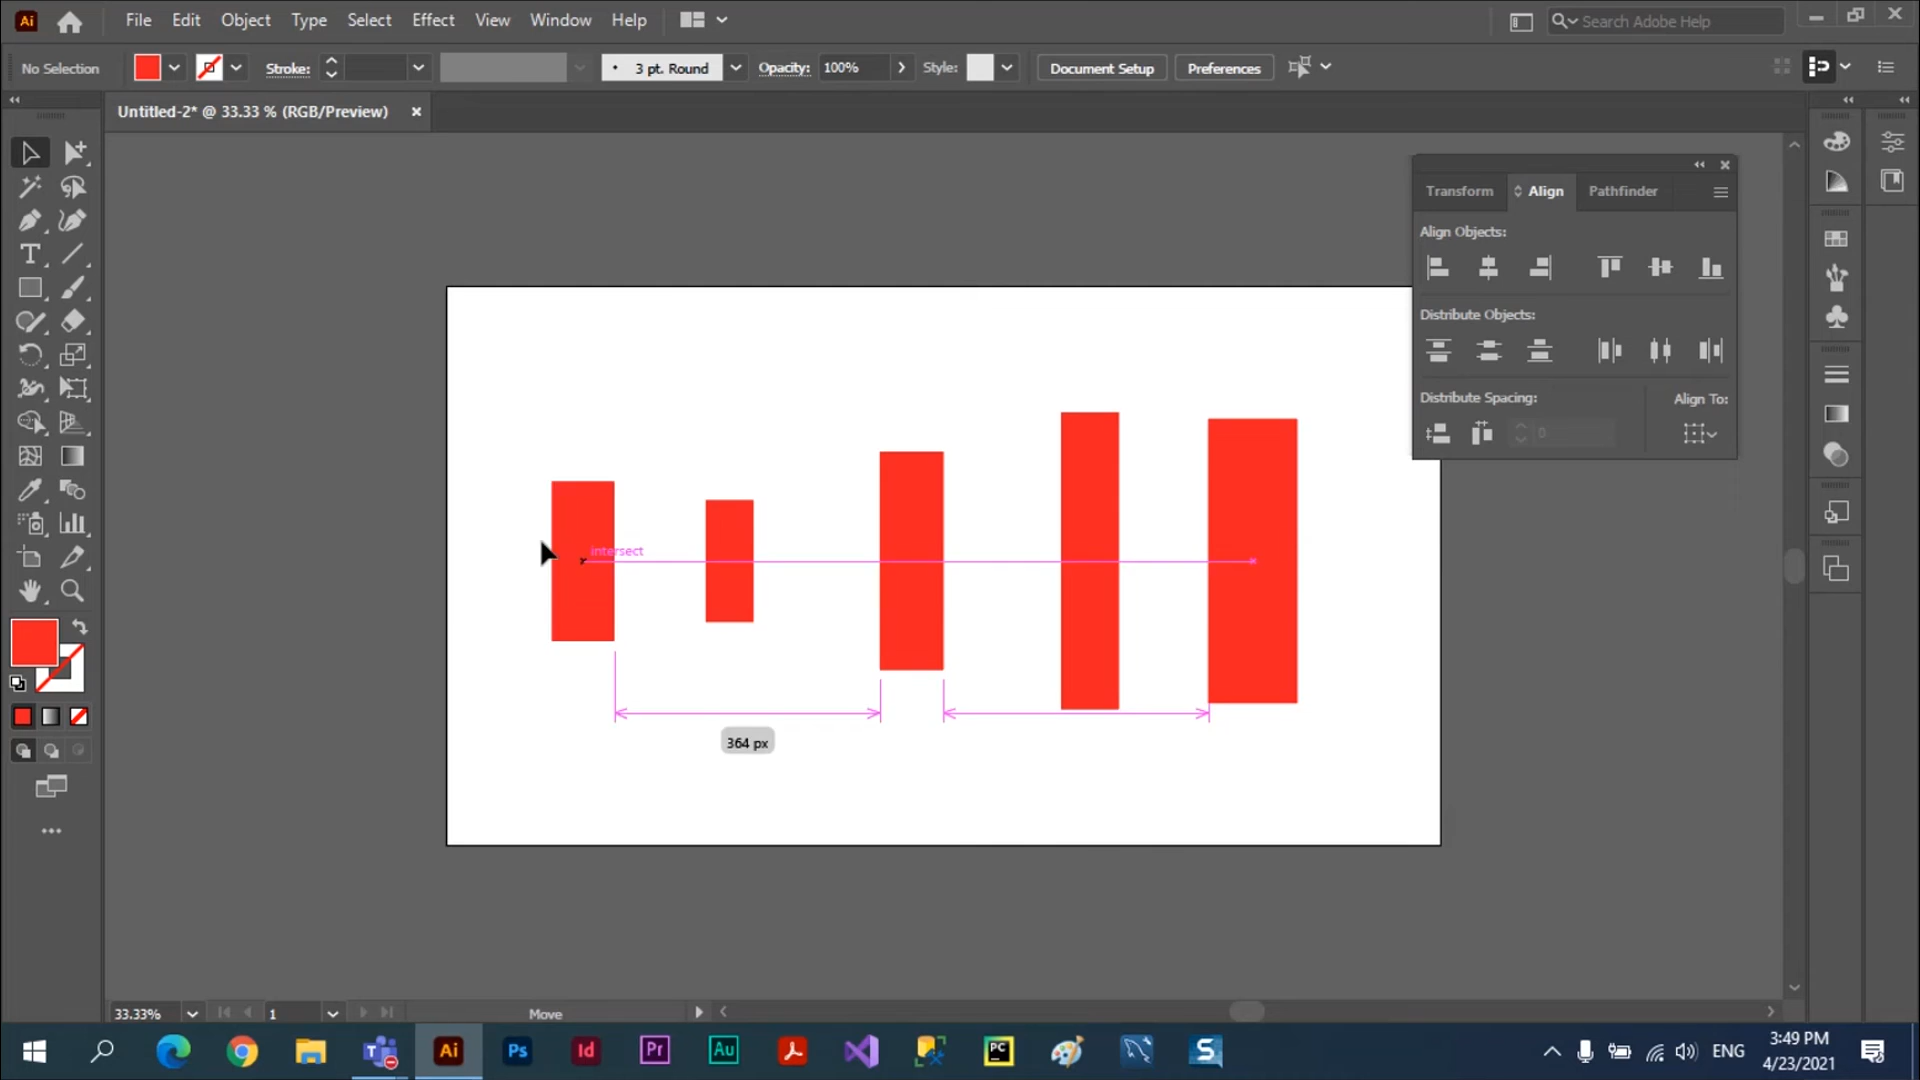 Ai File Edit Object Type Select Effect View Window Help Search Adobe Help
No Selection Stroke: 3 pt. Round Opacity: 100% Style: Document Setup Preferences
Untitled-2* @ 33.33 % (RGB/Preview)
Transform Align Pathfinder
Align Objects:
Distribute Objects:
Distribute Spacing: Align To:
0
intersect
364 px
33.33% 1 Move
Ai Ps Id Pr Au PC S ENG 3:49 PM
4/23/2021